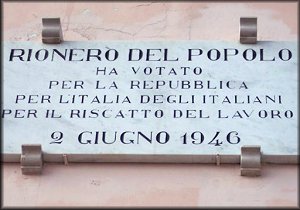 RIONERO DEL POPOLO
HA VOTATO
PER LA REPUBBLICA
PER L'ITALIA DEGLI ITALIANI
PER IL RISCATTO DEL LAVORO
2 GIUGNO 1946